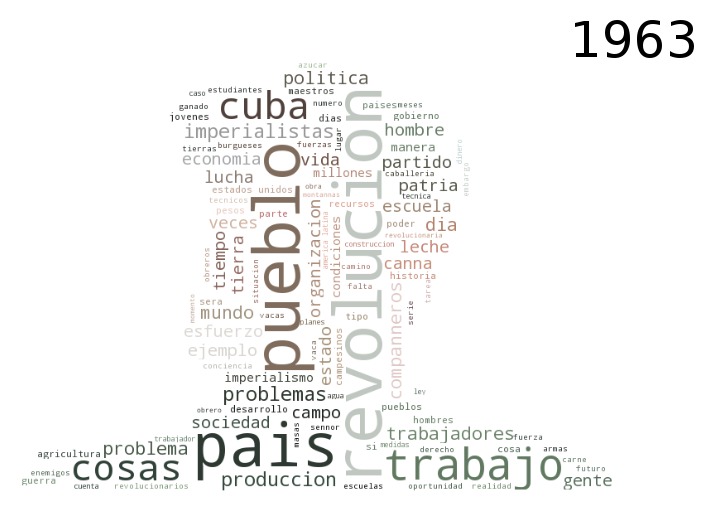 1963
azucar
politica
caso estudiantes maestros
ganado cuba numero paises meses
jovenes dias gobierno
imperialistas lugar hombre
tierras burgueses fuerzas manera dinero
economia vida partido
lucha millones caballeria embargo
estados unidos obra patria
tecnicos montannas tecnica
pesos parte recursos escuela
veces poder dia
pueblo revolucion
organizacion america latina condiciones construccion revolucionaria
obreros tiempo tierra leche
situacion camino canna
falta historia
momento sera vacas planes tipo companneros serie tarea
mundo
esfuerzo estado campesinos
ejemplo vaca
conciencia
imperialismo
problemas agua ley
obrero desarrollo campo pueblos
sociedad masas sennor hombres
trabajador pais trabajadores fuerza
problema si medidas derecho cosa armas
agricultura carne
enemigos cosas trabajo futuro
guerra produccion gente
cuenta revolucionarios escuelas oportunidad realidad